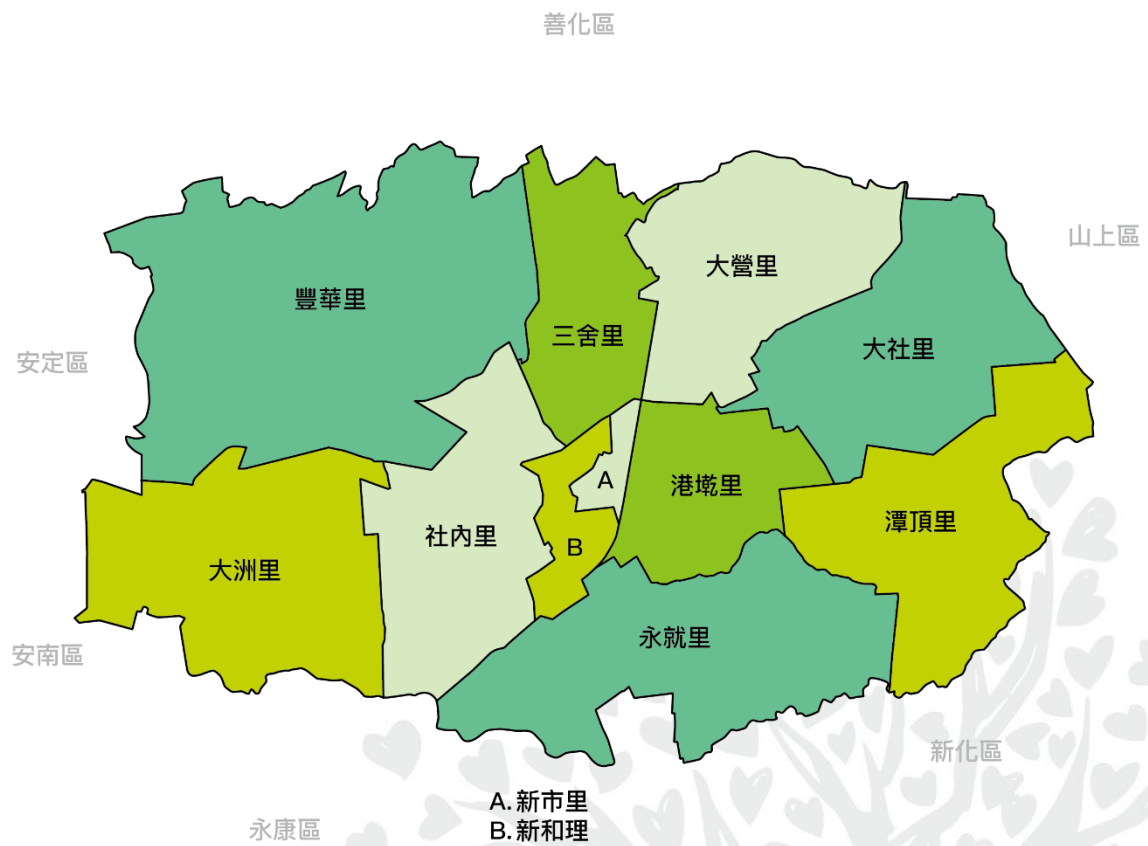 善化區
山上區
大營里
豐華里
三舍里
大社里
安定區
A
港墘里
潭頂里
社內里
B
大洲里
永就里
安南區
新化區
A.新市里
B.新和理
永康區